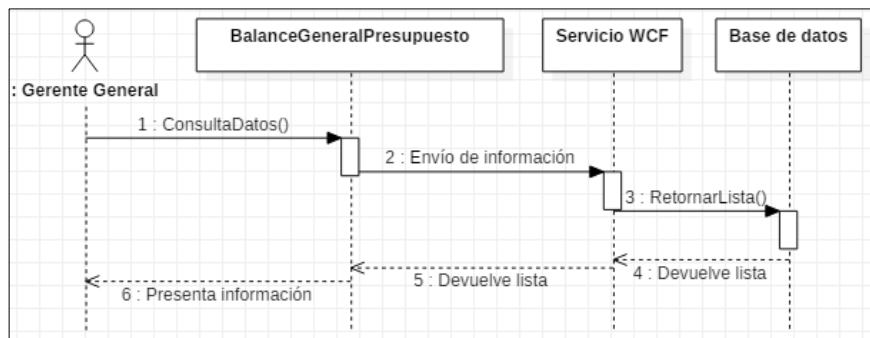 BalanceGeneralPresupuesto
Servicio WCF
Base de datos
: Gerente General
1 : ConsultaDatos()
2 : Envío de información
3 : RetornarLista()
4 : Devuelve lista
5 : Devuelve lista
6 : Presenta información